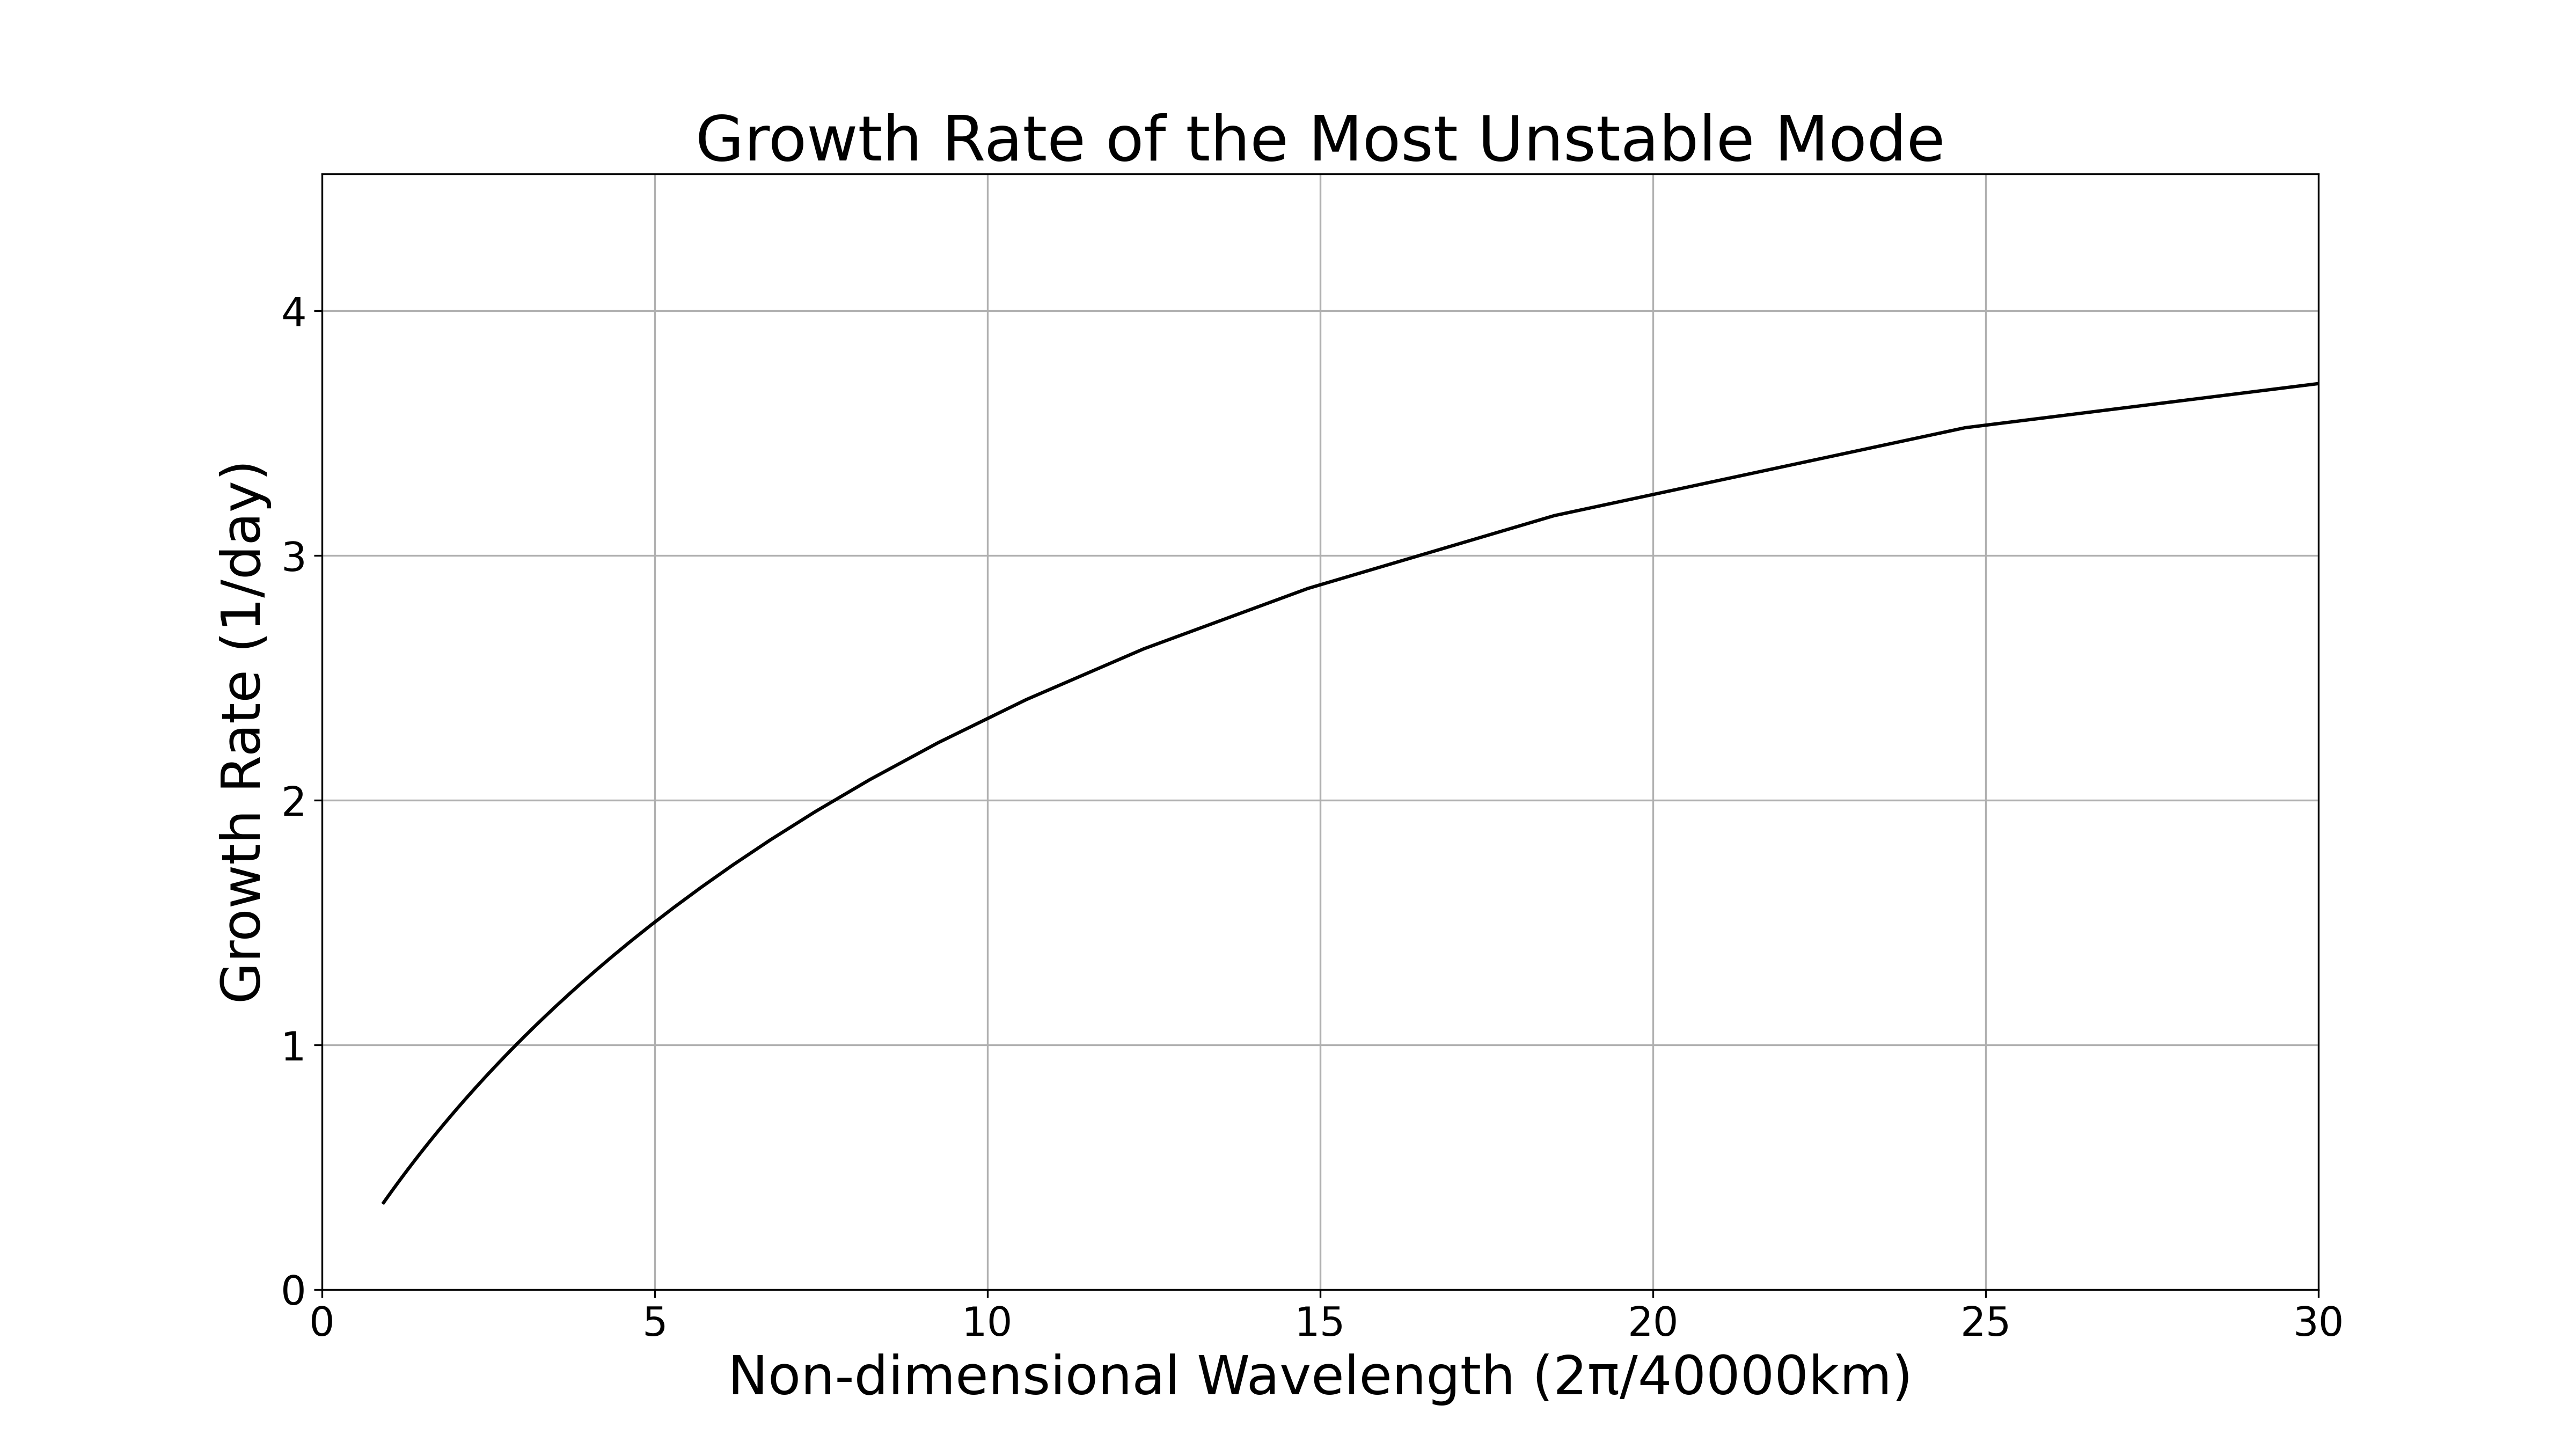 Growth Rate of the Most Unstable Mode
Growth Rate (1/day)
4
3
2
1
0
0 5 10 15 20 25 30
Non-dimensional Wavelength (2π/40000km)